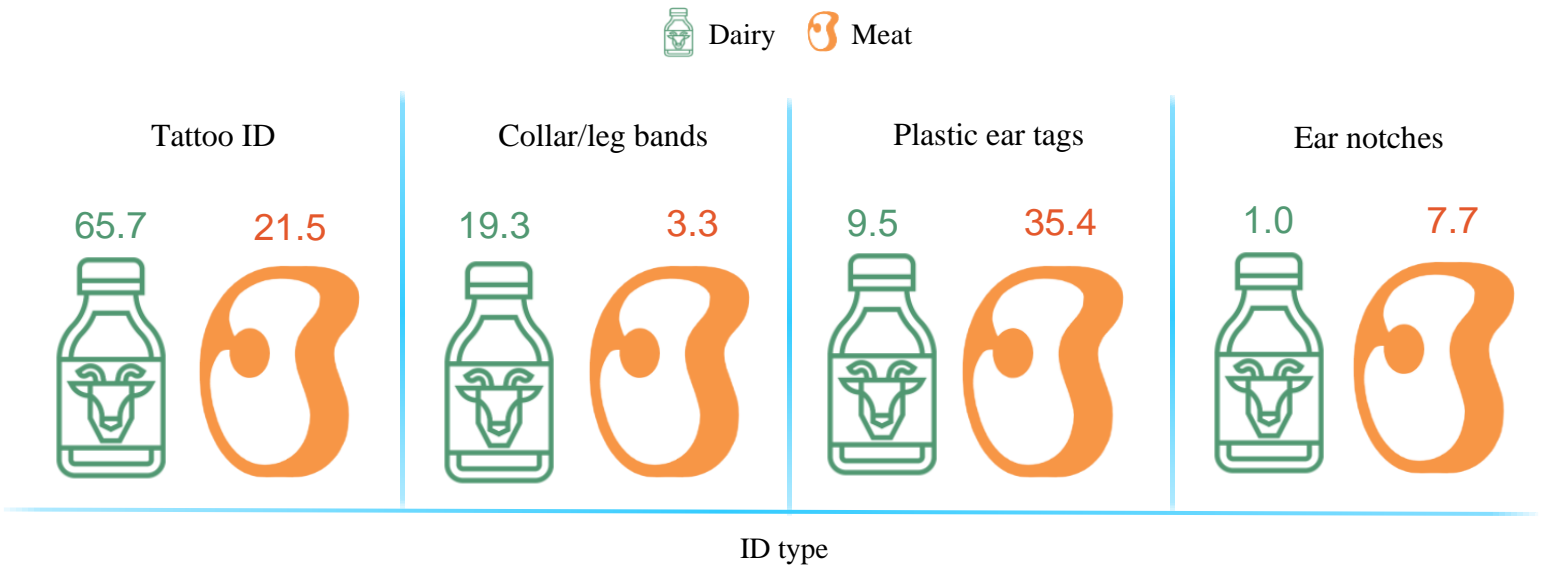 Dairy Meat
Tattoo ID
65.7 21.5
Collar/leg bands
19.3 3.3
Plastic ear tags
9.5 35.4
Ear notches
1.0 7.7
ID type